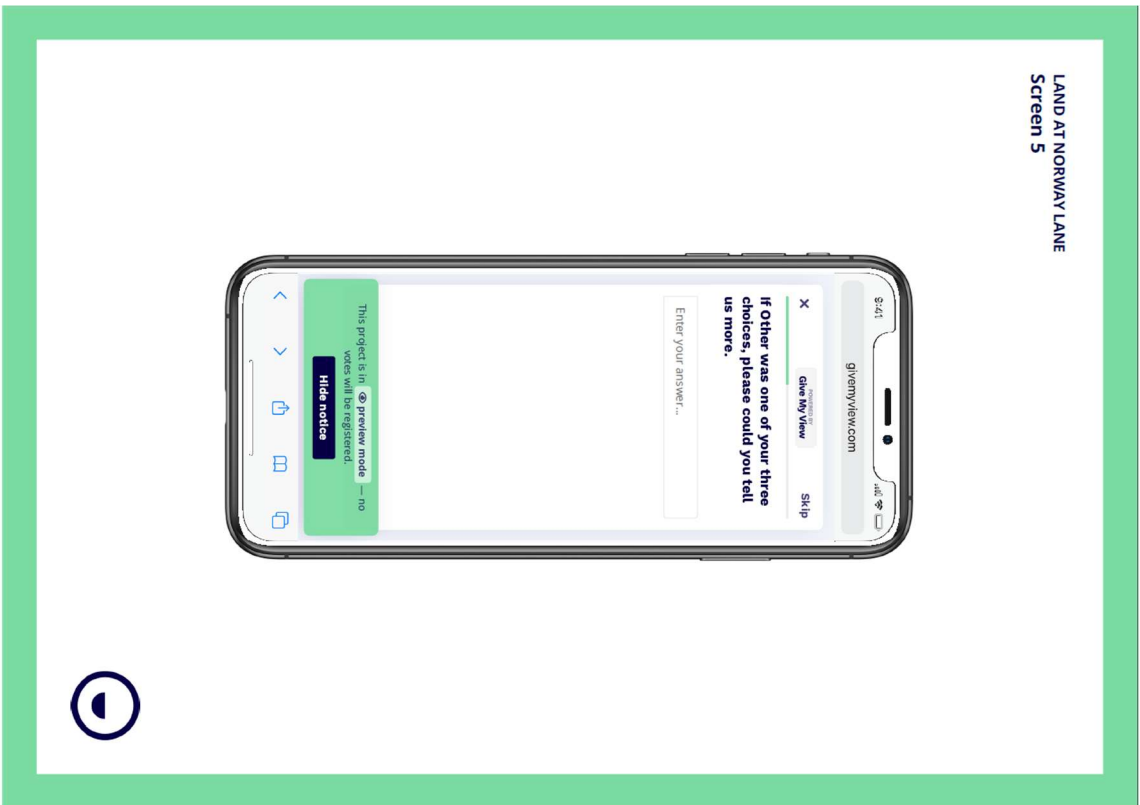 LAND AT NORWAY LANE
Screen 5
9:41
givemyview.com
POWERED BY
Give My View
Skip
If Other was one of your three
choices, please could you tell
us more.
Enter your answer...
This project is in preview mode — no
votes will be registered.
Hide notice